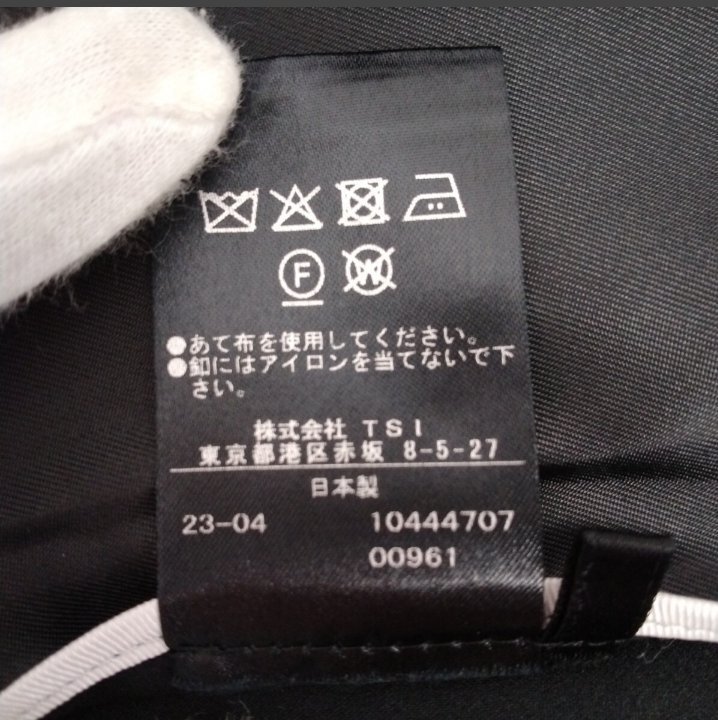 F W
●あて布を使用してください。
●釦にはアイロンを当てないで下
さい。
株式会社 TSI
東京都港区赤坂 8-5-27
日本製
23-04 10444707
00961